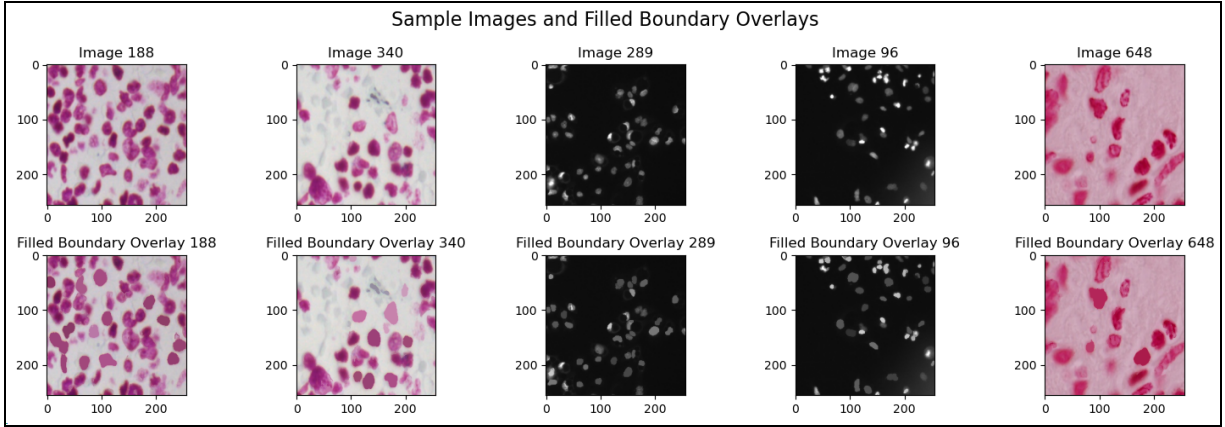 Sample Images and Filled Boundary Overlays
Image 188 Image 340 Image 289 Image 96 Image 648
0 0 0 0 0
100 100 100 100 100
200 200 200 200 200
0 100 200 0 100 200 0 100 200 0 100 200 0 100 200
Filled Boundary Overlay 188 Filled Boundary Overlay 340 Filled Boundary Overlay 289 Filled Boundary Overlay 96 Filled Boundary Overlay 648
0 0 0 0 0
100 100 100 100 100
200 200 200 200 200
0 100 200 0 100 200 0 100 200 0 100 200 0 100 200